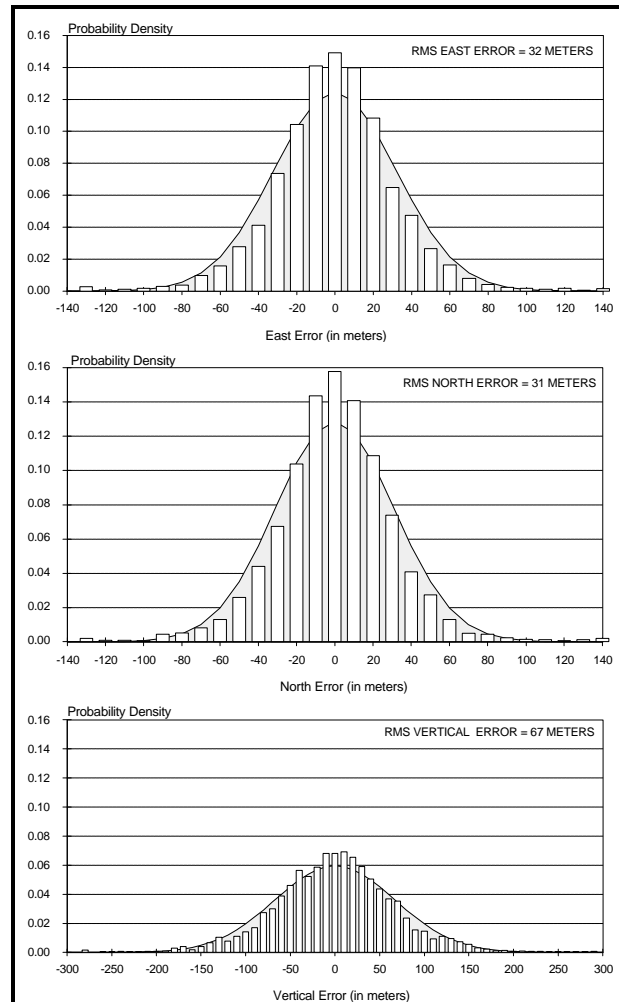 Probability Density
RMS EAST ERROR = 32 METERS
0.16
0.14
0.12
0.10
0.08
0.06
0.04
0.02
0.00
-140 -120 -100 -80 -60 -40 -20 0 20 40 60 80 100 120 140
East Error (in meters)
Probability Density
RMS NORTH ERROR = 31 METERS
0.16
0.14
0.12
0.10
0.08
0.06
0.04
0.02
0.00
-140 -120 -100 -80 -60 -40 -20 0 20 40 60 80 100 120 140
North Error (in meters)
Probability Density
RMS VERTICAL ERROR = 67 METERS
0.16
0.14
0.12
0.10
0.08
0.06
0.04
0.02
0.00
-300 -250 -200 -150 -100 -50 0 50 100 150 200 250 300
Vertical Error (in meters)